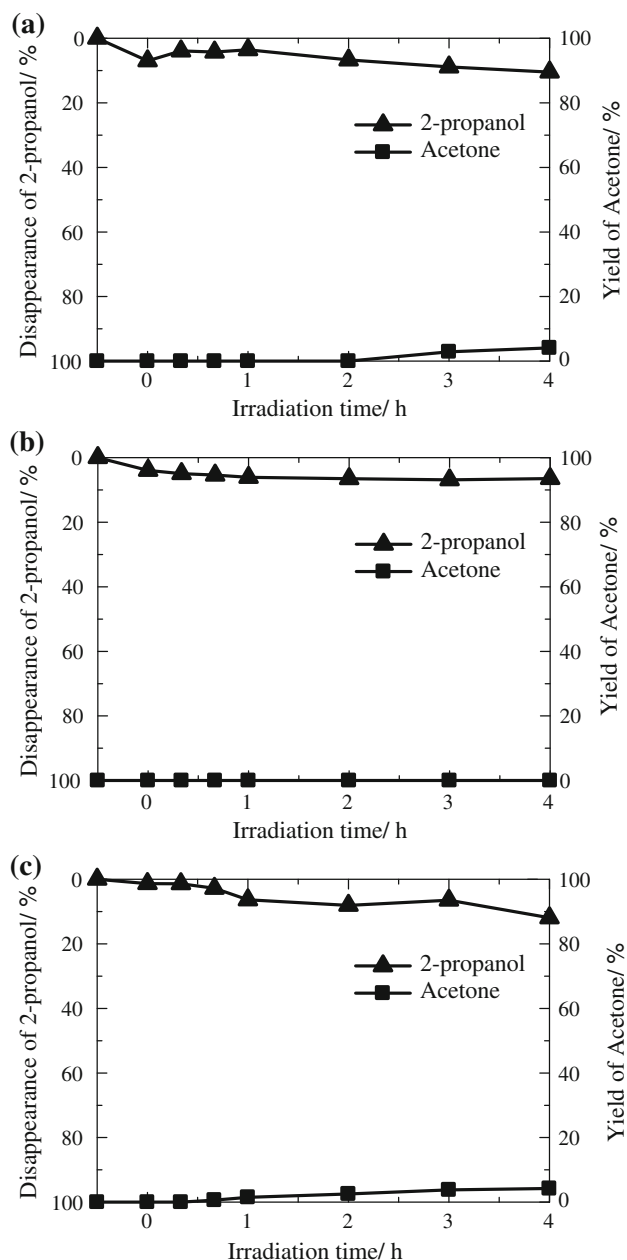 (a)
0 100
20 80
40 60
60 40
80 20
100 0
Disappearance of 2-propanol/ %
Yield of Acetone/ %
2-propanol
Acetone
0 1 2 3 4
Irradiation time/ h
(b)
0 100
20 80
40 60
60 40
80 20
100 0
Disappearance of 2-propanol/ %
Yield of Acetone/ %
2-propanol
Acetone
0 1 2 3 4
Irradiation time/ h
(c)
0 100
20 80
40 60
60 40
80 20
100 0
Disappearance of 2-propanol/ %
Yield of Acetone/ %
2-propanol
Acetone
0 1 2 3 4
Irradiation time/ h